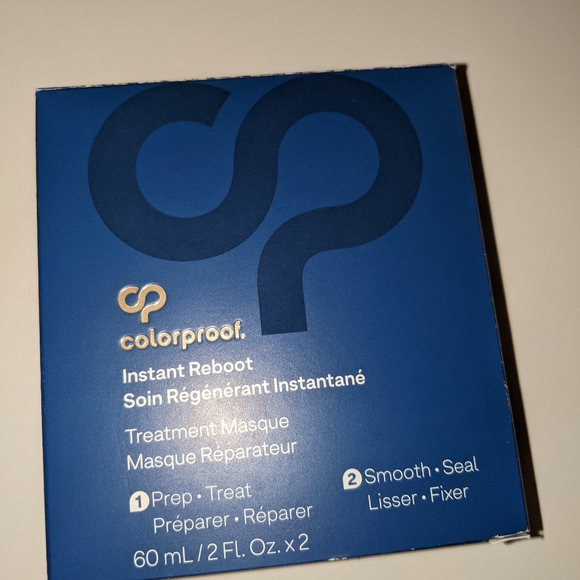 cp
colorproof.
Instant Reboot
Soin Régénérant Instantané
Treatment Masque
Masque Réparateur
1 Prep • Treat
Préparer • Réparer
2 Smooth • Seal
Lisser • Fixer
60 mL / 2 Fl. Oz. x 2